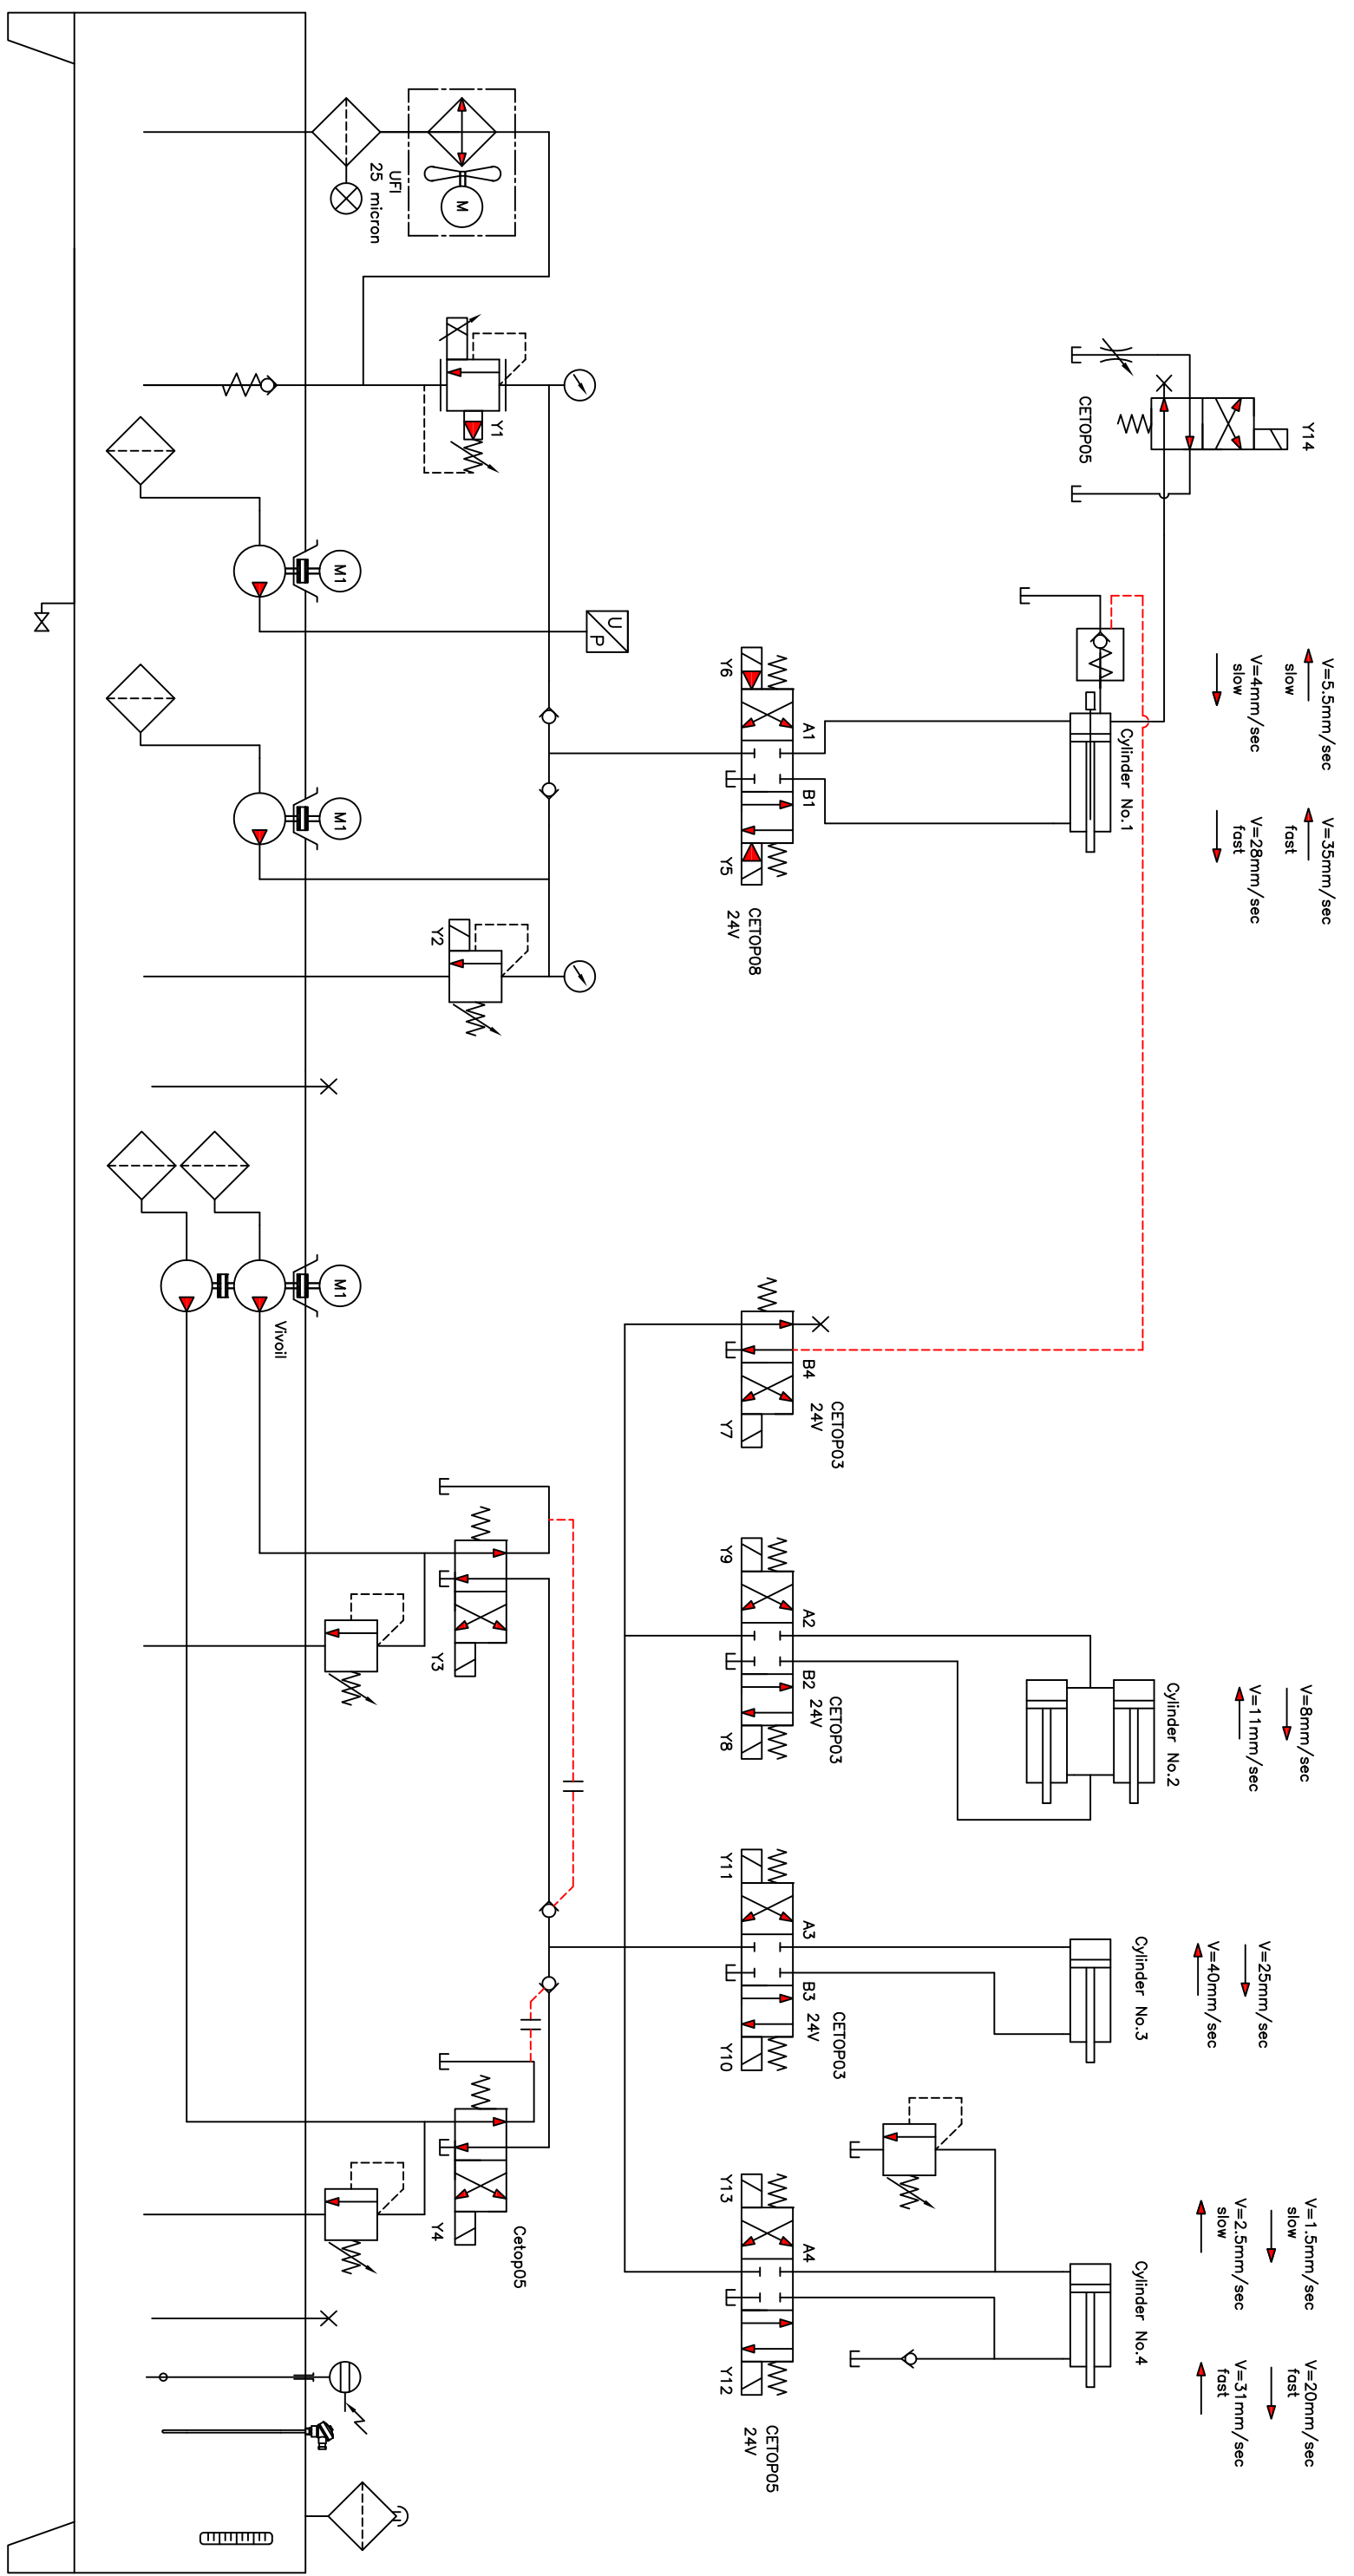 Y14
CETOP05
V=5.5mm/sec
slow
V=4mm/sec
slow
V=35mm/sec
fast
V=28mm/sec
fast
Cylinder No.1
V=8mm/sec
V=11mm/sec
Cylinder No.2
V=25mm/sec
V=40mm/sec
Cylinder No.3
V=1.5mm/sec
slow
V=2.5mm/sec
slow
V=20mm/sec
fast
V=31mm/sec
fast
Cylinder No.4
Y6
A1
B1
Y5
CETOP08
24V
B4
Y7
CETOP03
24V
Y9
A2
B2
Y8
CETOP03
24V
Y11
A3
B3
Y10
CETOP03
24V
Y13
A4
Y12
CETOP05
24V
U
P
M
UFI
25 micron
Y1
Y2
Y3
Y4
Cetop05
M1
M1
M1
Vivoil